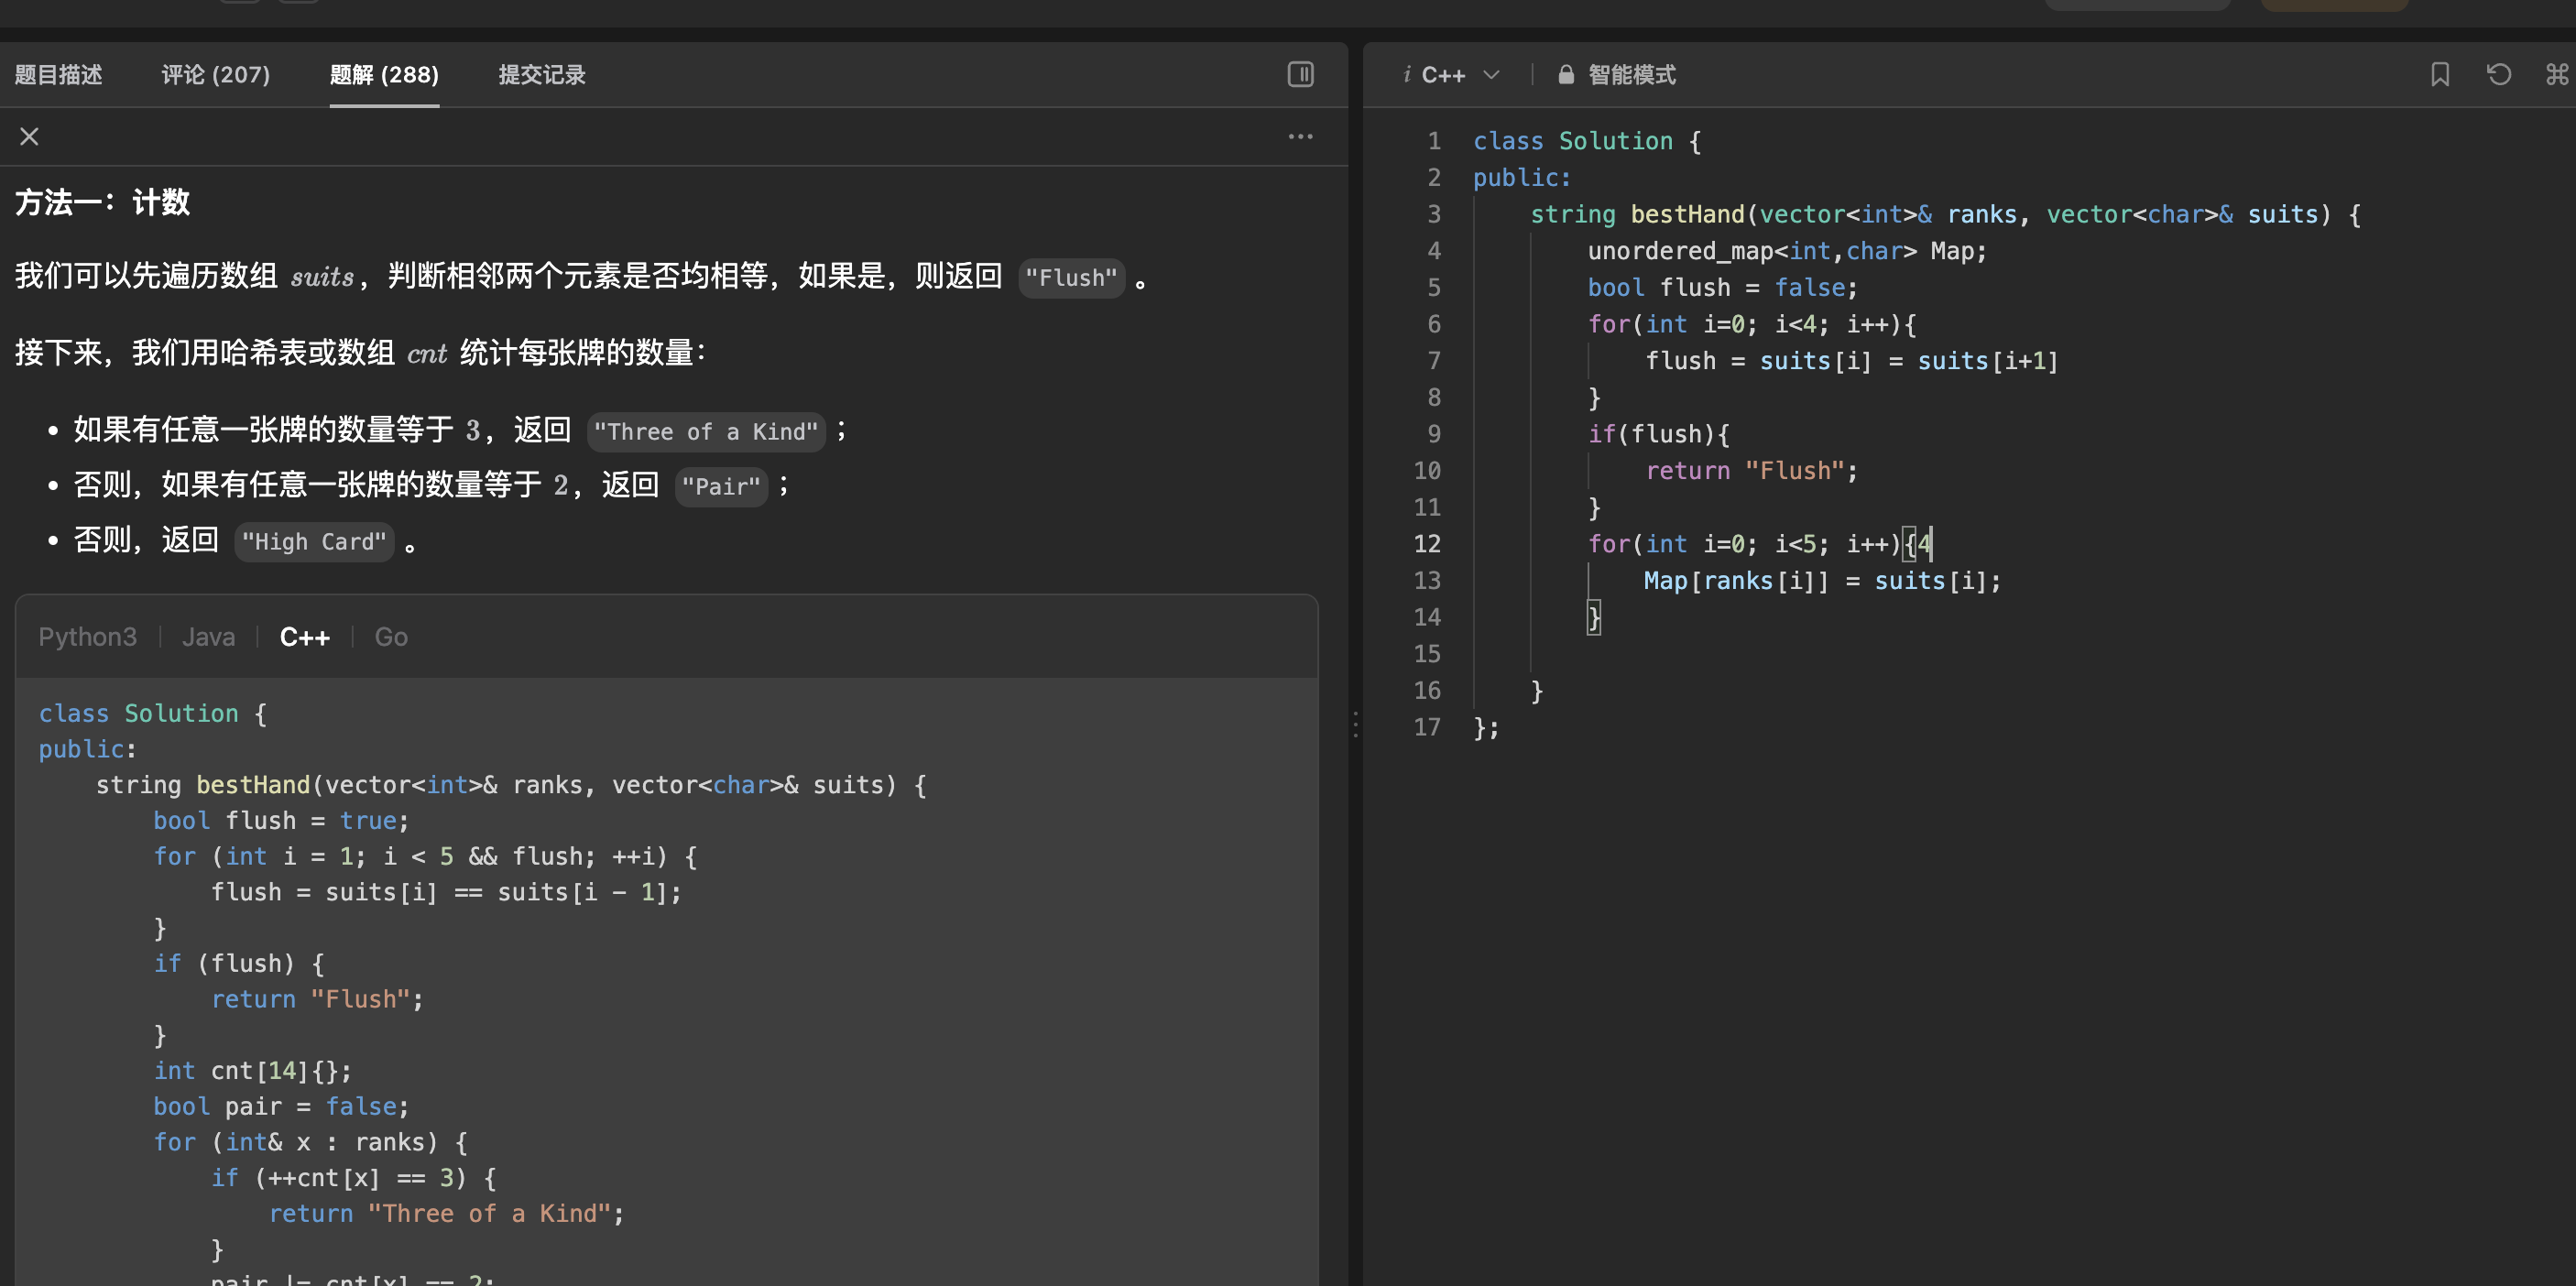 题目描述 评论 (207) 题解 (288) 提交记录
方法一：计数
我们可以先遍历数组 suits，判断相邻两个元素是否均相等，如果是，则返回 "Flush" 。
接下来，我们用哈希表或数组 cnt 统计每张牌的数量：
• 如果有任意一张牌的数量等于 3，返回 "Three of a Kind" ；
• 否则，如果有任意一张牌的数量等于 2，返回 "Pair" ；
• 否则，返回 "High Card" 。
Python3 | Java | C++ | Go
class Solution {
public:
    string bestHand(vector<int>& ranks, vector<char>& suits) {
        bool flush = true;
        for (int i = 1; i < 5 && flush; ++i) {
            flush = suits[i] == suits[i - 1];
        }
        if (flush) {
            return "Flush";
        }
        int cnt[14]{};
        bool pair = false;
        for (int& x : ranks) {
            if (++cnt[x] == 3) {
                return "Three of a Kind";
            }
            pair |= cnt[x] == 2;
i C++ | 智能模式
1 class Solution {
2 public:
3     string bestHand(vector<int>& ranks, vector<char>& suits) {
4         unordered_map<int,char> Map;
5         bool flush = false;
6         for(int i=0; i<4; i++){
7             flush = suits[i] = suits[i+1]
8         }
9         if(flush){
10             return "Flush";
11         }
12         for(int i=0; i<5; i++){4
13             Map[ranks[i]] = suits[i];
14         }
15
16     }
17 };